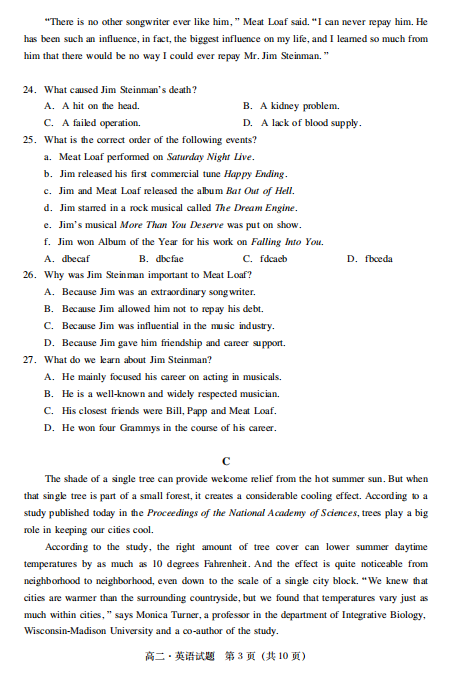 “There is no other songwriter ever like him, ” Meat Loaf said. “I can never repay him. He
has been such an influence, in fact, the biggest influence on my life, and I learned so much from
him that there would be no way I could ever repay Mr. Jim Steinman. ”
24. What caused Jim Steinman's death?
A. A hit on the head. B. A kidney problem.
C. A failed operation. D. A lack of blood supply.
25. What is the correct order of the following events?
a. Meat Loaf performed on Saturday Night Live.
b. Jim released his first commercial tune Happy Ending.
c. Jim and Meat Loaf released the album Bat Out of Hell.
d. Jim starred in a rock musical called The Dream Engine.
e. Jim's musical More Than You Deserve was put on show.
f. Jim won Album of the Year for his work on Falling Into You.
A. dbecaf B. dbcfae C. fdcaeb D. fbceda
26. Why was Jim Steinman important to Meat Loaf?
A. Because Jim was an extraordinary songwriter.
B. Because Jim allowed him not to repay his debt.
C. Because Jim was influential in the music industry.
D. Because Jim gave him friendship and career support.
27. What do we learn about Jim Steinman?
A. He mainly focused his career on acting in musicals.
B. He is a well-known and widely respected musician.
C. His closest friends were Bill, Papp and Meat Loaf.
D. He won four Grammys in the course of his career.
C
The shade of a single tree can provide welcome relief from the hot summer sun. But when
that single tree is part of a small forest, it creates a considerable cooling effect. According to a
study published today in the Proceedings of the National Academy of Sciences, trees play a big
role in keeping our cities cool.
According to the study, the right amount of tree cover can lower summer daytime
temperatures by as much as 10 degrees Fahrenheit. And the effect is quite noticeable from
neighborhood to neighborhood, even down to the scale of a single city block. “We knew that
cities are warmer than the surrounding countryside, but we found that temperatures vary just as
much within cities, ” says Monica Turner, a professor in the department of Integrative Biology,
Wisconsin-Madison University and a co-author of the study.
高二·英语试题 第 3 页（共 10 页）